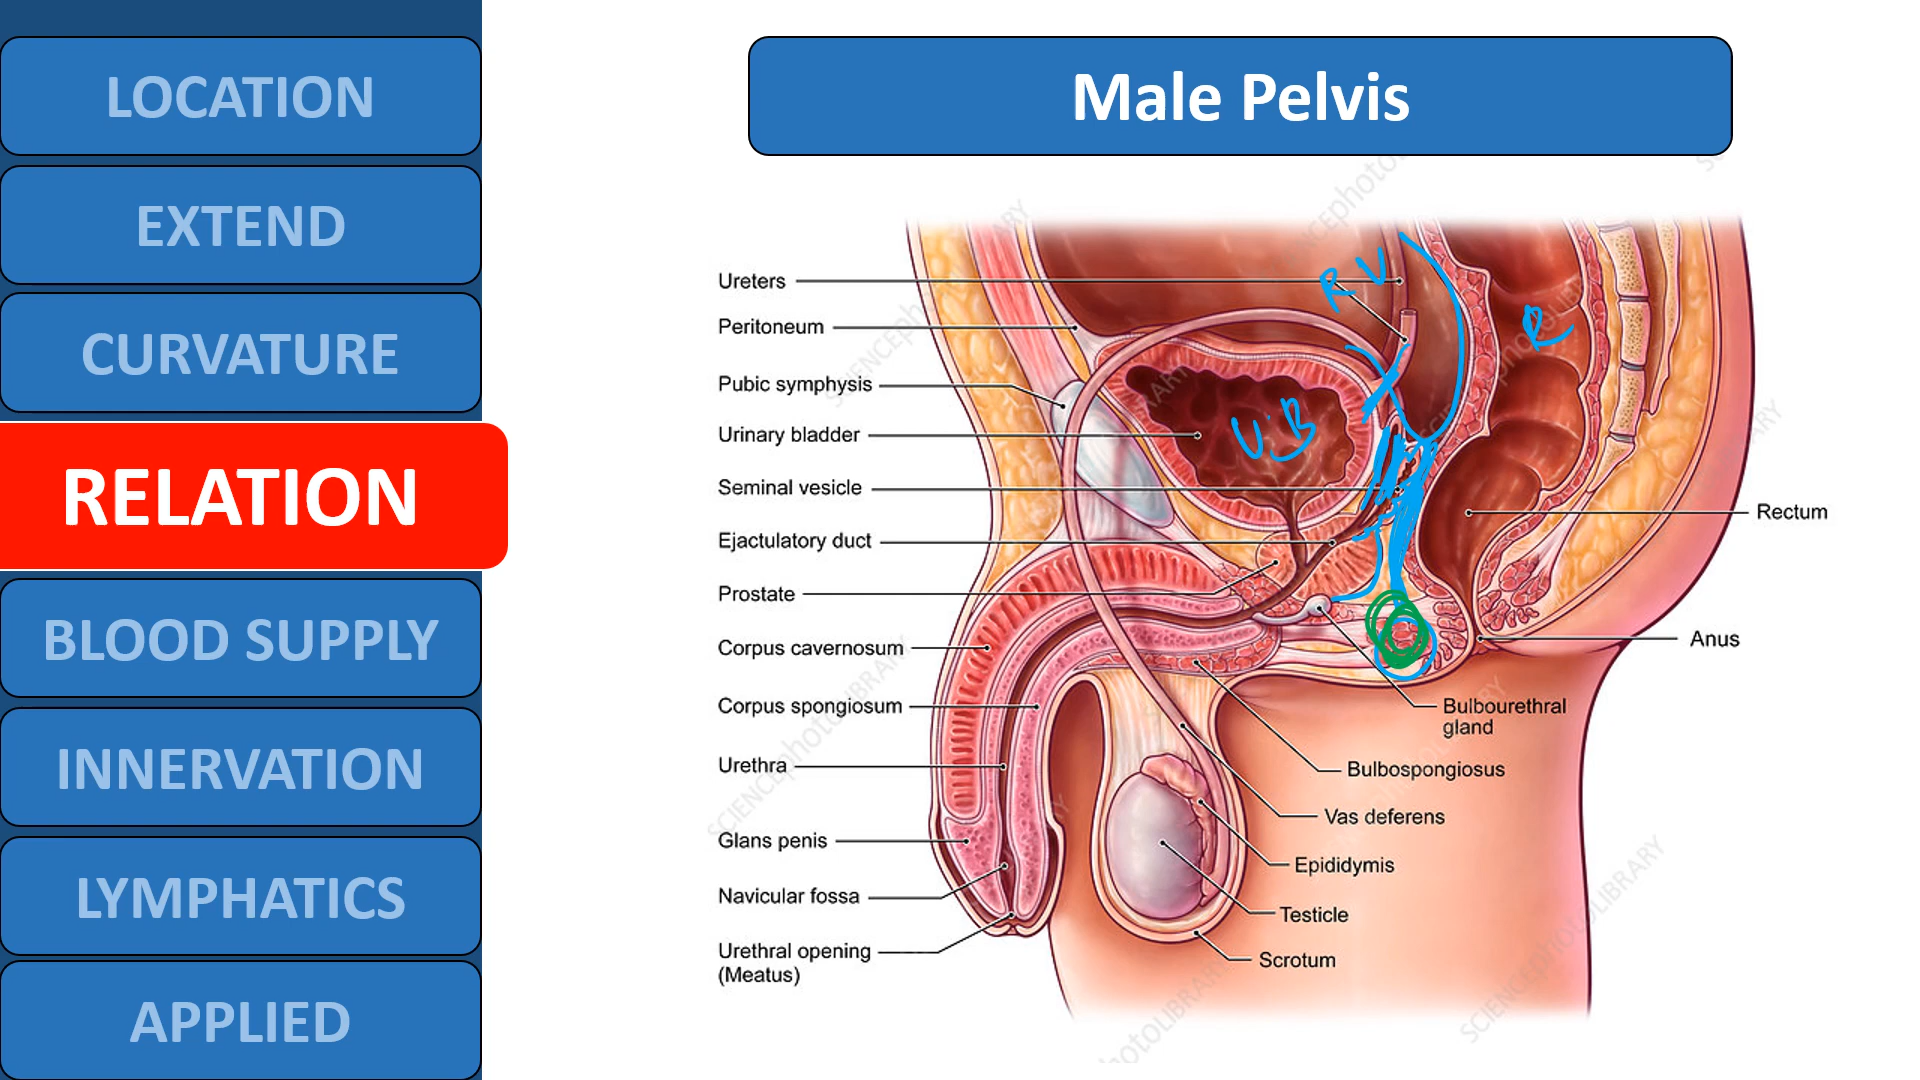 LOCATION
EXTEND
CURVATURE
RELATION
BLOOD SUPPLY
INNERVATION
LYMPHATICS
APPLIED
Male Pelvis
Ureters
Peritoneum
Pubic symphysis
Urinary bladder
Seminal vesicle
Ejactulatory duct
Prostate
Corpus cavernosum
Corpus spongiosum
Urethra
Glans penis
Navicular fossa
Urethral opening
(Meatus)
RV
R
U.B
Rectum
Anus
Bulbourethral
gland
Bulbospongiosus
Vas deferens
Epididymis
Testicle
Scrotum
SCIENCEphotoLIBRARY